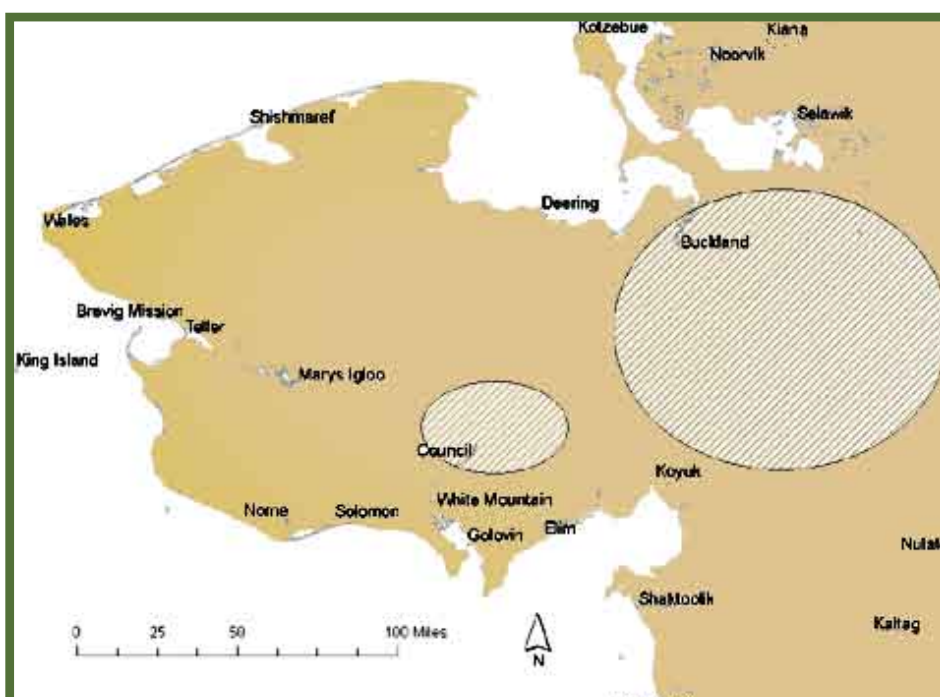 Kotzebue
Kiana
Noorvik
Shishmaref
Selawik
Deering
Wales
Buckland
Brevig Mission
Teller
King Island
Marys Igloo
Council
Koyuk
White Mountain
Nome
Solomon
Golovin
Elim
Nulat
Shaktoolik
Kaltag
0 25 50 100 Miles
N